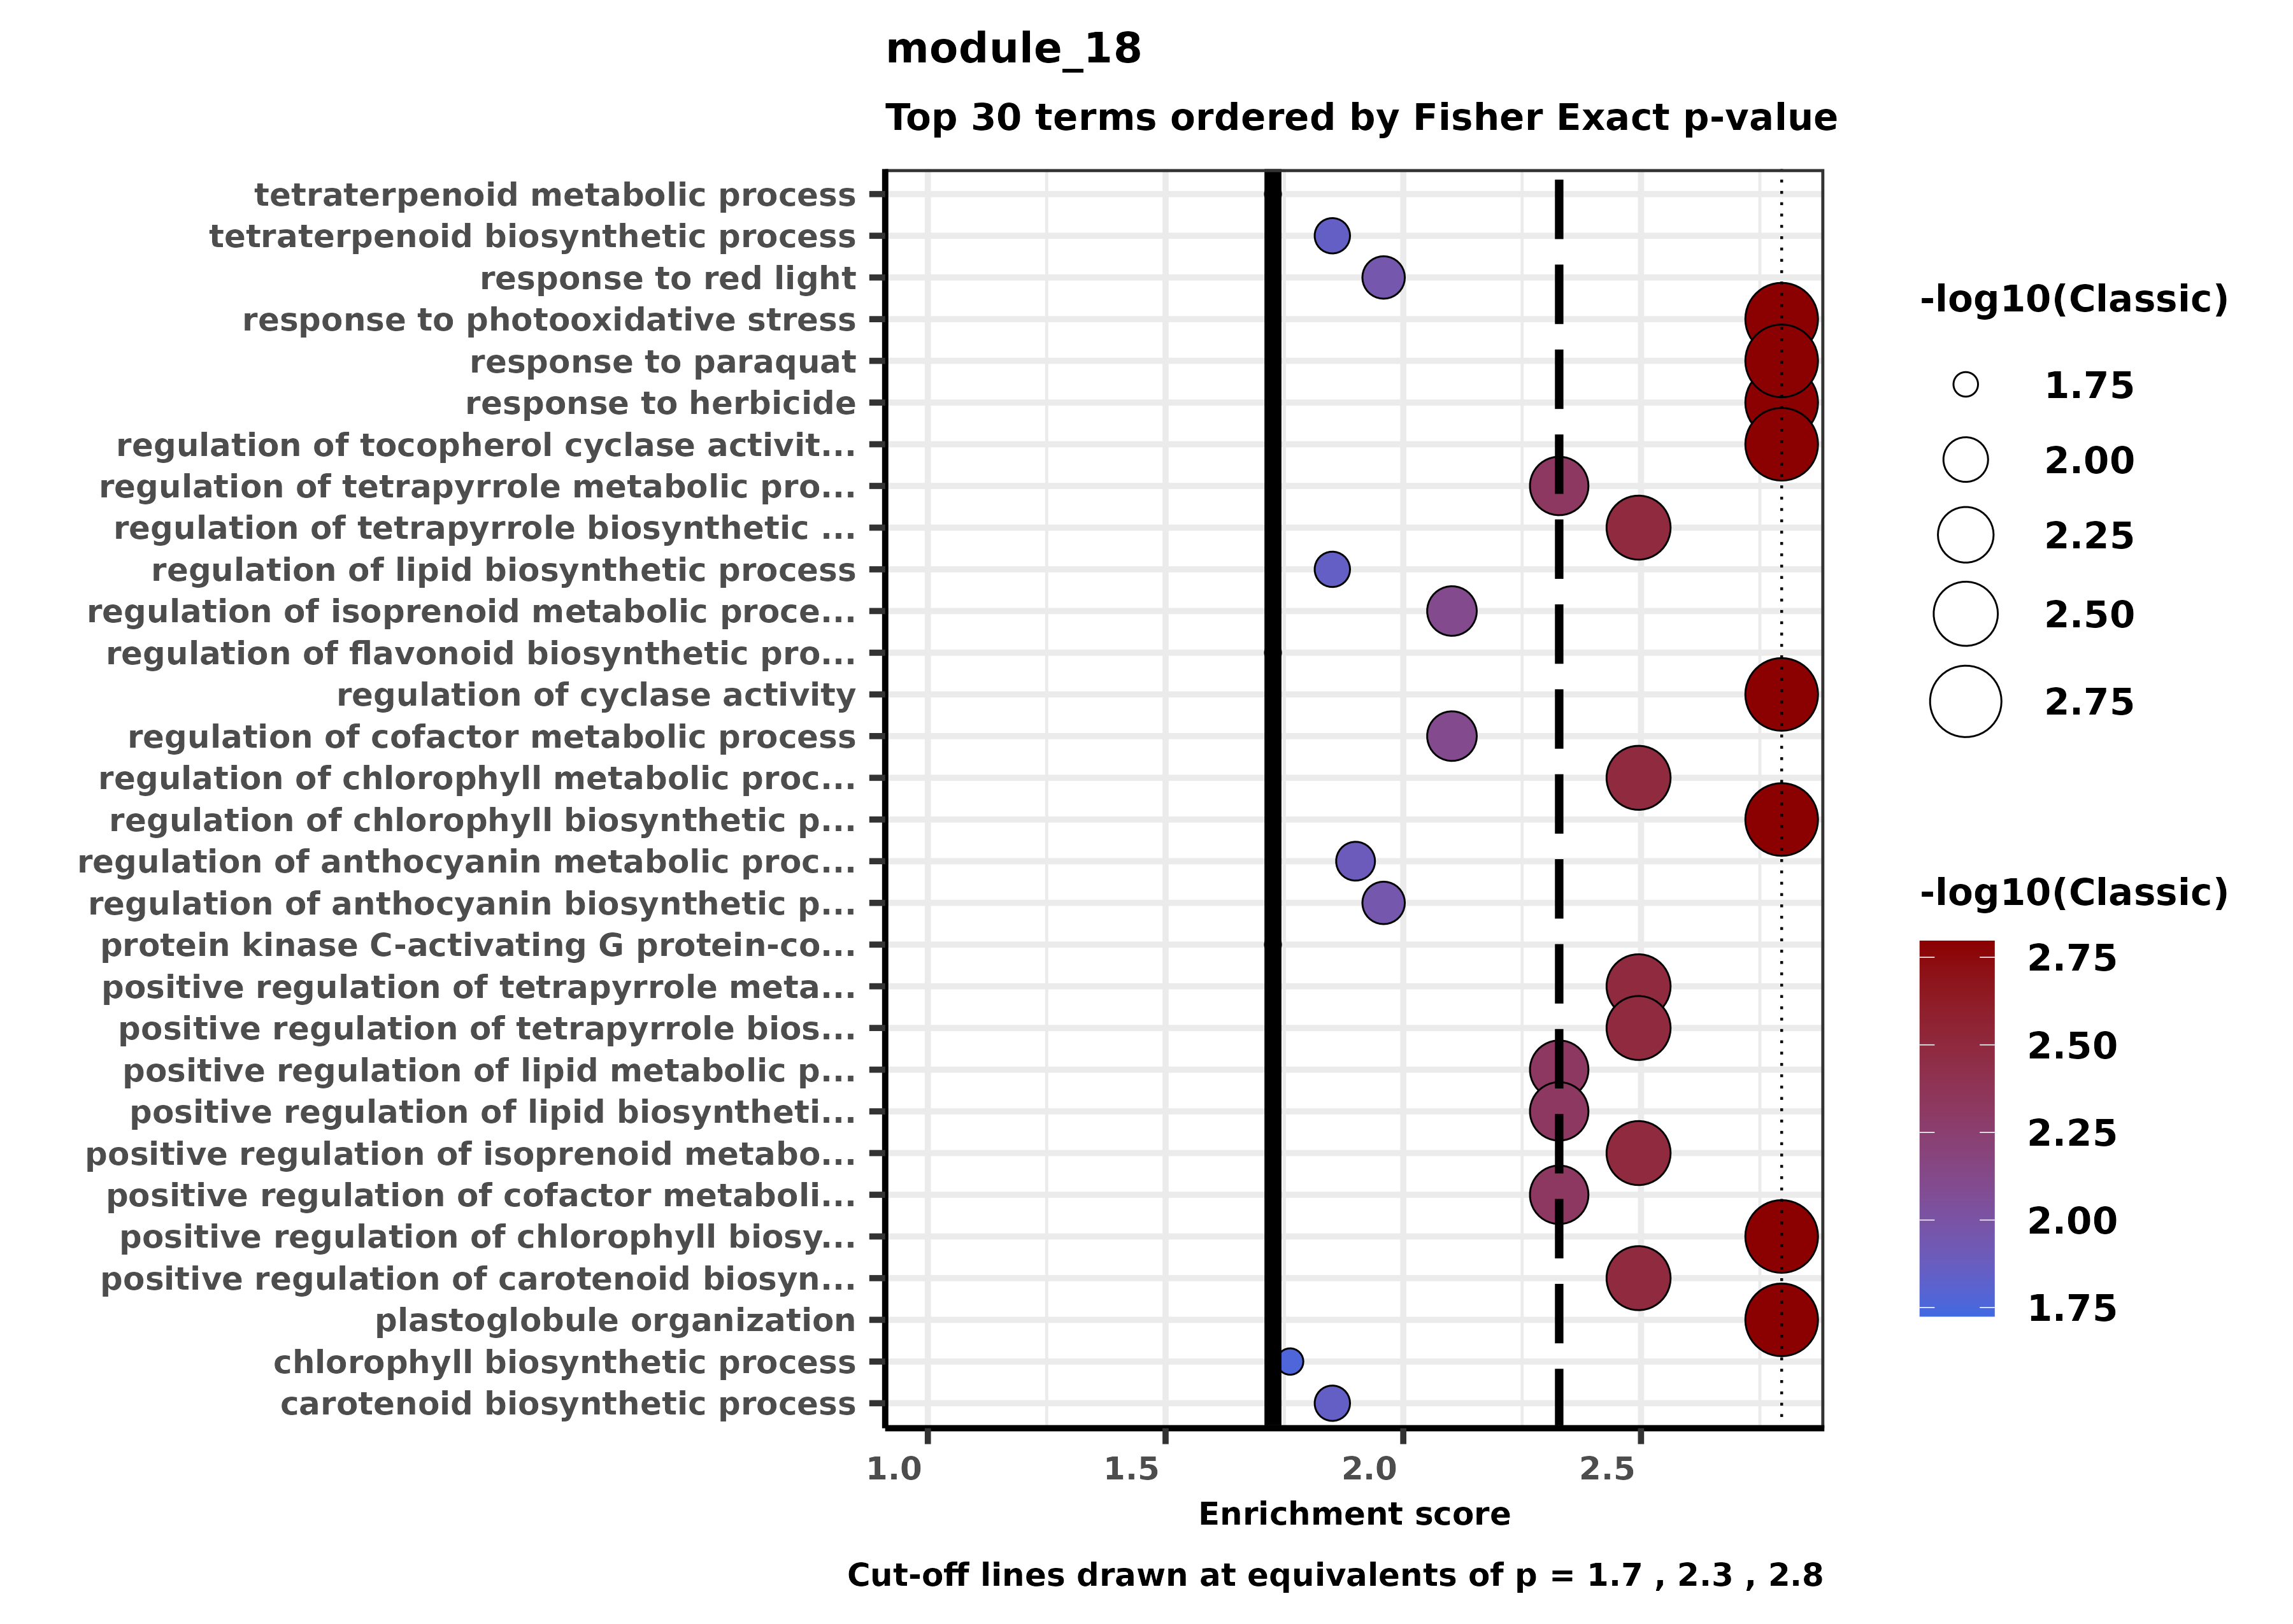 module_18
Top 30 terms ordered by Fisher Exact p-value
tetraterpenoid metabolic process
tetraterpenoid biosynthetic process
response to red light
response to photooxidative stress
response to paraquat
response to herbicide
regulation of tocopherol cyclase activit...
regulation of tetrapyrrole metabolic pro...
regulation of tetrapyrrole biosynthetic ...
regulation of lipid biosynthetic process
regulation of isoprenoid metabolic proce...
regulation of flavonoid biosynthetic pro...
regulation of cyclase activity
regulation of cofactor metabolic process
regulation of chlorophyll metabolic proc...
regulation of chlorophyll biosynthetic p...
regulation of anthocyanin metabolic proc...
regulation of anthocyanin biosynthetic p...
protein kinase C-activating G protein-co...
positive regulation of tetrapyrrole meta...
positive regulation of tetrapyrrole bios...
positive regulation of lipid metabolic p...
positive regulation of lipid biosyntheti...
positive regulation of isoprenoid metabo...
positive regulation of cofactor metaboli...
positive regulation of chlorophyll biosy...
positive regulation of carotenoid biosyn...
plastoglobule organization
chlorophyll biosynthetic process
carotenoid biosynthetic process
1.0 1.5 2.0 2.5
Enrichment score
Cut-off lines drawn at equivalents of p = 1.7 , 2.3 , 2.8
-log10(Classic)
1.75
2.00
2.25
2.50
2.75
-log10(Classic)
2.75
2.50
2.25
2.00
1.75